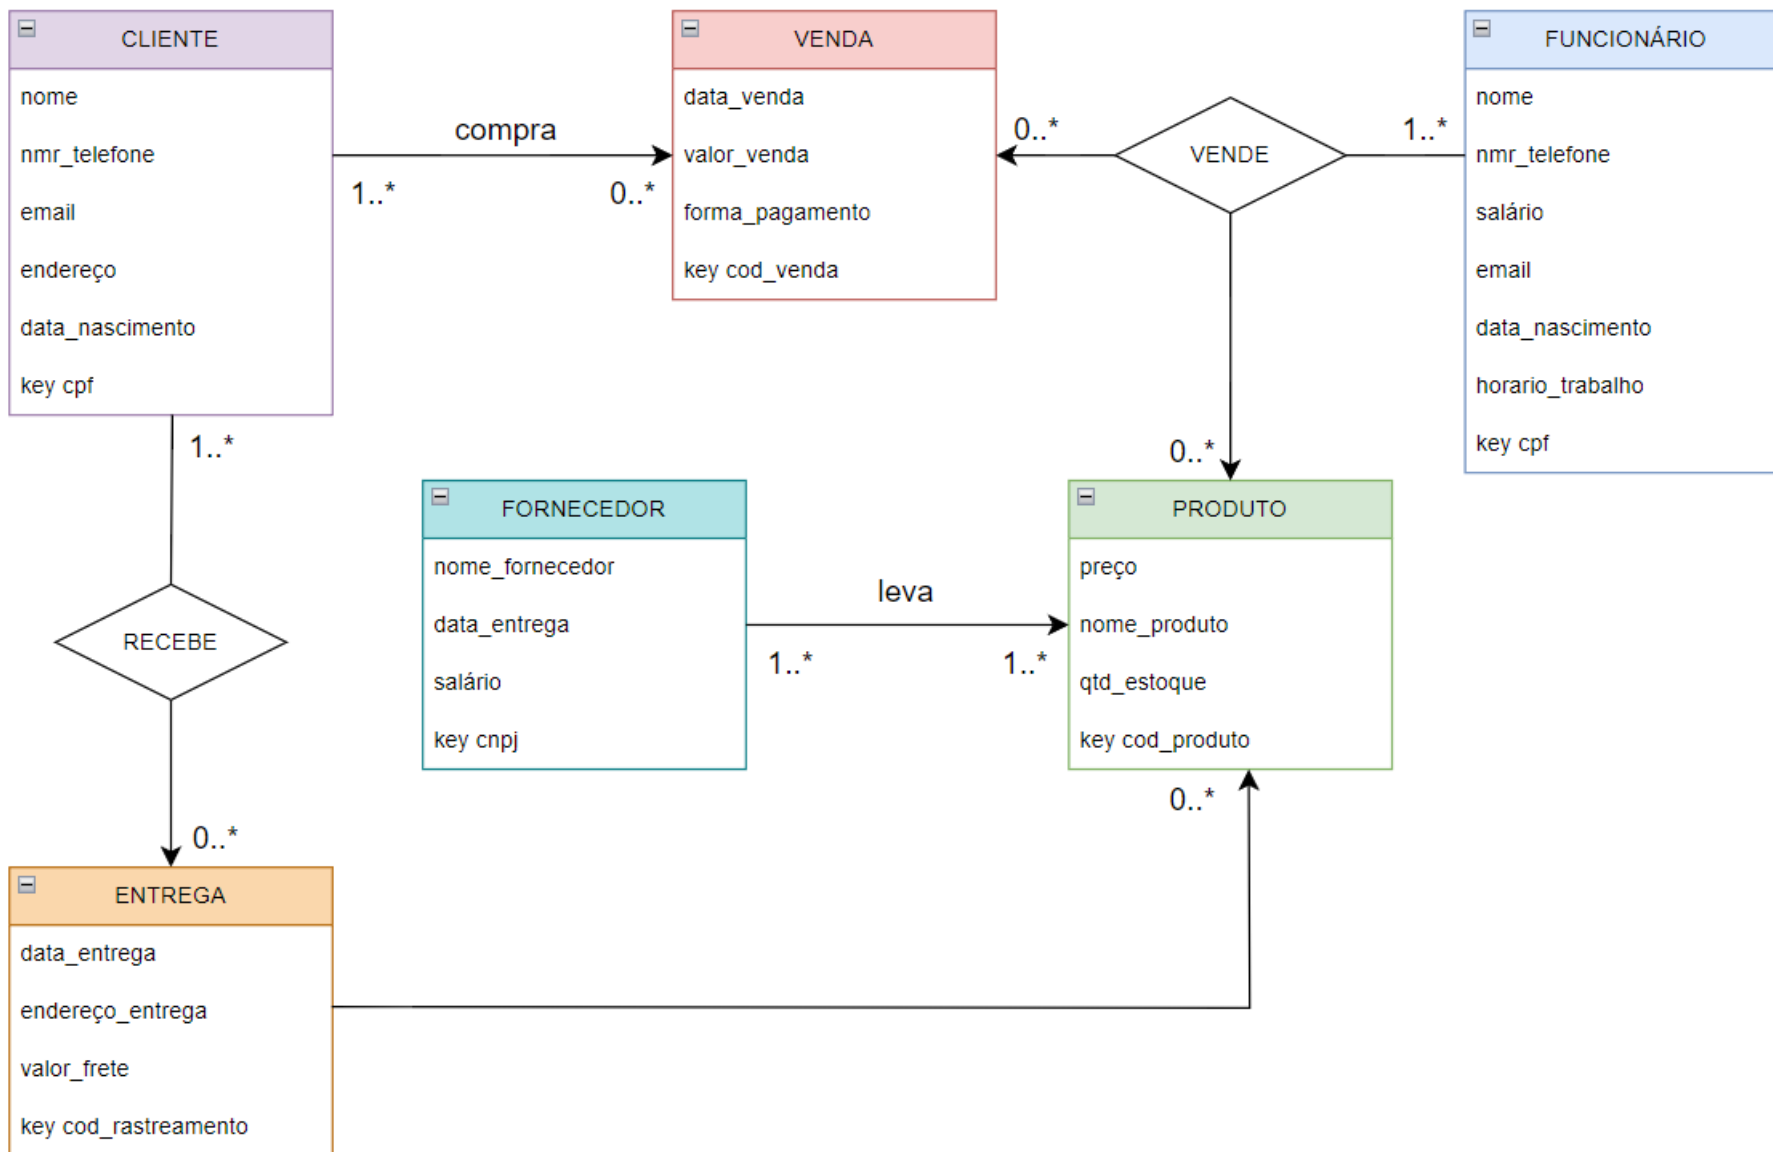 CLIENTE
nome
nmr_telefone
email
endereço
data_nascimento
key cpf
compra
1..*
0..*
VENDA
data_venda
valor_venda
forma_pagamento
key cod_venda
0..*
VENDE
1..*
FUNCIONÁRIO
nome
nmr_telefone
salário
email
data_nascimento
horario_trabalho
key cpf
0..*
1..*
RECEBE
0..*
FORNECEDOR
nome_fornecedor
data_entrega
salário
key cnpj
leva
1..*
1..*
PRODUTO
preço
nome_produto
qtd_estoque
key cod_produto
0..*
ENTREGA
data_entrega
endereço_entrega
valor_frete
key cod_rastreamento